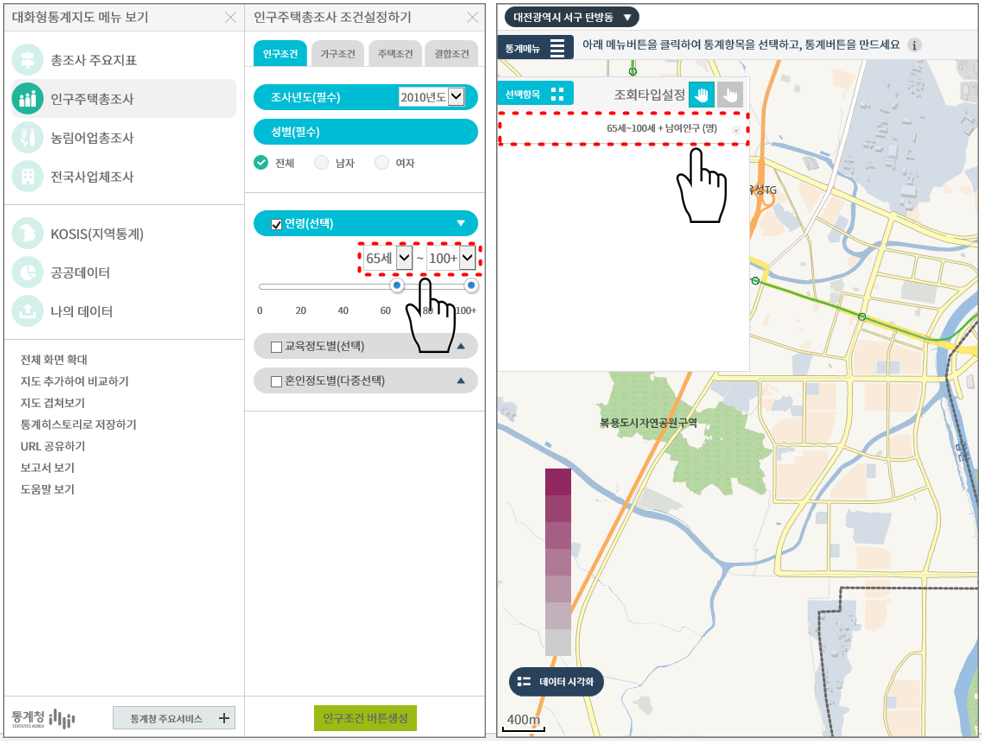 대화형통계지도 메뉴 보기
총조사 주요지표
인구주택총조사
농림어업총조사
전국사업체조사
KOSIS(지역통계)
공공데이터
나의 데이터
전체 화면 확대
지도 추가하여 비교하기
지도 겹쳐보기
통계히스토리로 저장하기
URL 공유하기
보고서 보기
도움말 보기
통계청
STATISTICS KOREA
통계청 주요서비스 +
인구주택총조사 조건설정하기
인구조건 가구조건 주택조건 결합조건
조사년도(필수) 2010년도
성별(필수)
전체 남자 여자
연령(선택)
65세 ~ 100+
0 20 40 60 80 100+
교육정도별(선택)
혼인정도별(다중선택)
인구조건 버튼생성
대전광역시 서구 탄방동
통계메뉴 아래 메뉴버튼을 클릭하여 통계항목을 선택하고, 통계버튼을 만드세요 i
선택항목 조회타입설정
65세~100세 + 남여인구 (명)
유성TG
복용도시자연공원구역
데이터 시각화
400m